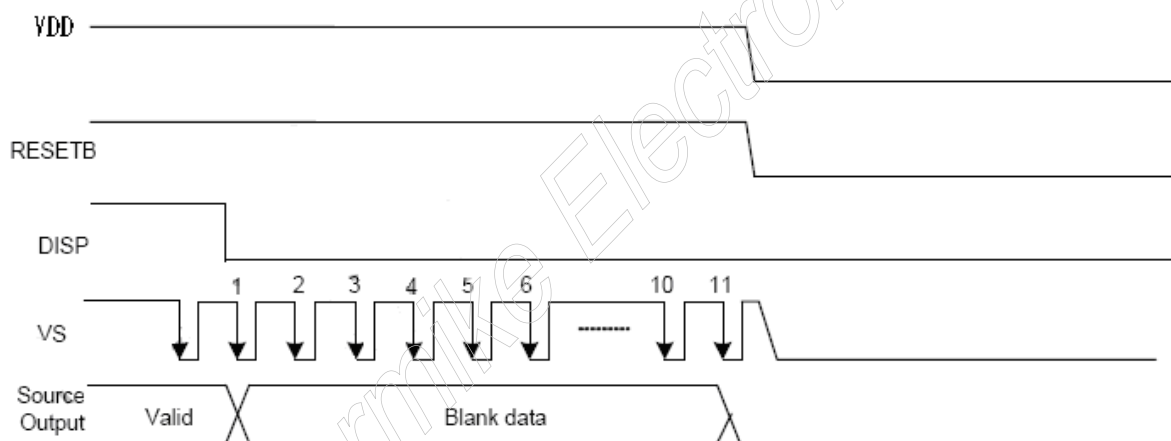 VDD
RESETB
DISP
1 2 3 4 5 6 10 11
VS
Source
Output
Valid
Blank data